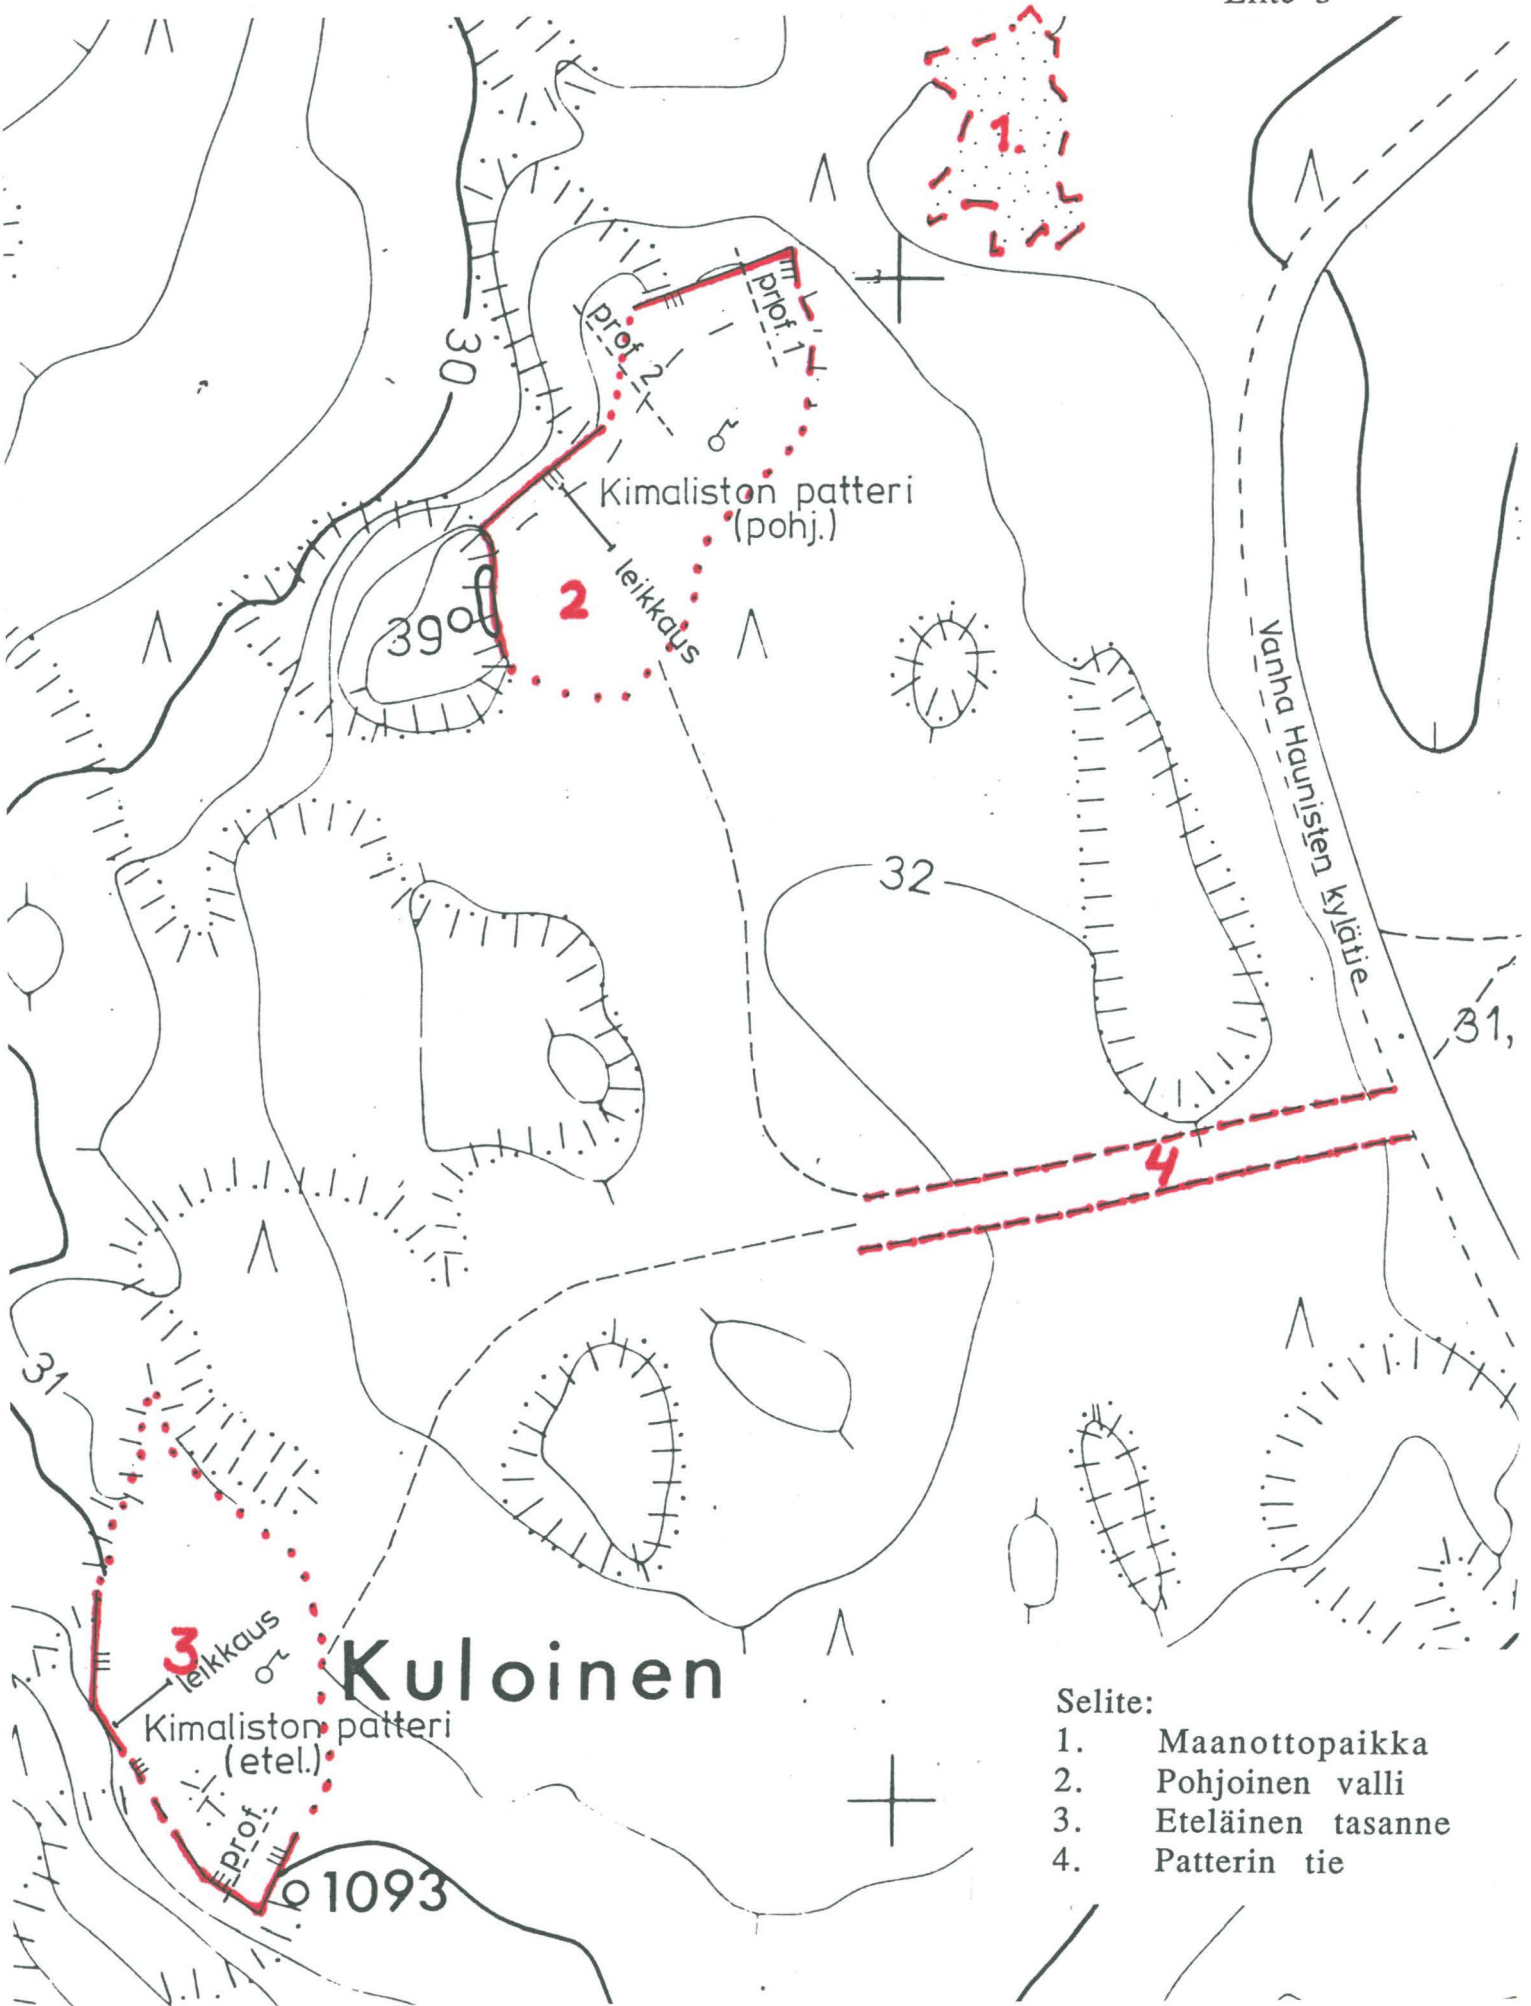 1.
prof. 1
prof. 2
30
Kimaliston patteri
(pohj.)
leikkaus
2
39
Vanha Haunisten kylätie
32
31,
4
31
3
leikkaus
Kuloinen
Kimaliston patteri
(etel.)
prof.
1093
Selite:
1. Maanottopaikka
2. Pohjoinen valli
3. Eteläinen tasanne
4. Patterin tie